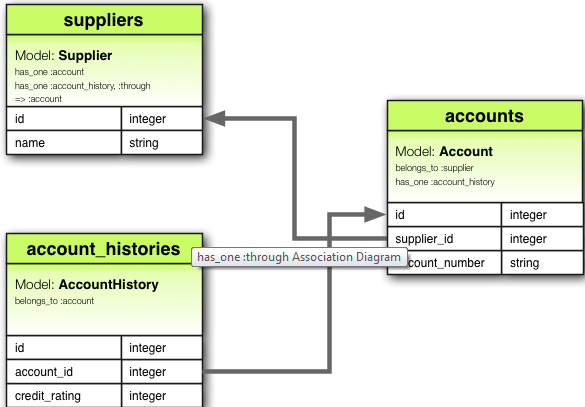 suppliers
Model: Supplier
has_one :account
has_one :account_history, :through
=> :account
id integer
name string
accounts
Model: Account
belongs_to :supplier
has_one :account_history
id integer
supplier_id integer
count_number string
has_one :through Association Diagram
account_histories
Model: AccountHistory
belongs_to :account
id integer
account_id integer
credit_rating integer